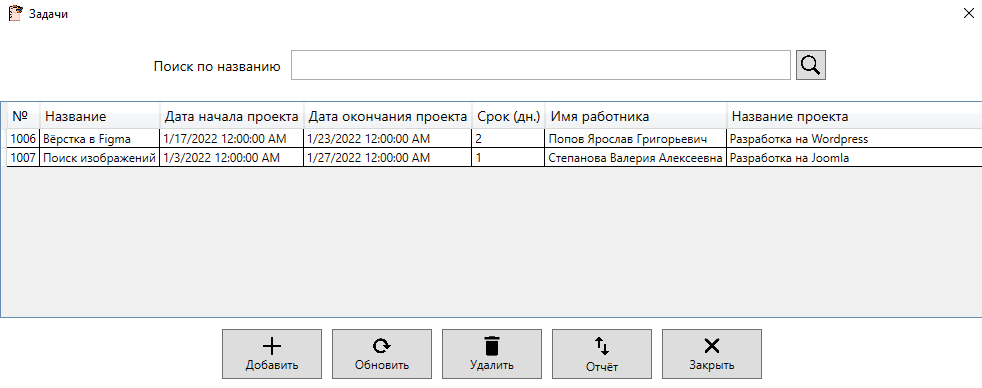 Задачи
Поиск по названию
№ Название Дата начала проекта Дата окончания проекта Срок (дн.) Имя работника Название проекта
1006 Вёрстка в Figma 1/17/2022 12:00:00 AM 1/23/2022 12:00:00 AM 2 Попов Ярослав Григорьевич Разработка на Wordpress
1007 Поиск изображений 1/3/2022 12:00:00 AM 1/27/2022 12:00:00 AM 1 Степанова Валерия Алексеевна Разработка на Joomla
Добавить Обновить Удалить Отчёт Закрыть